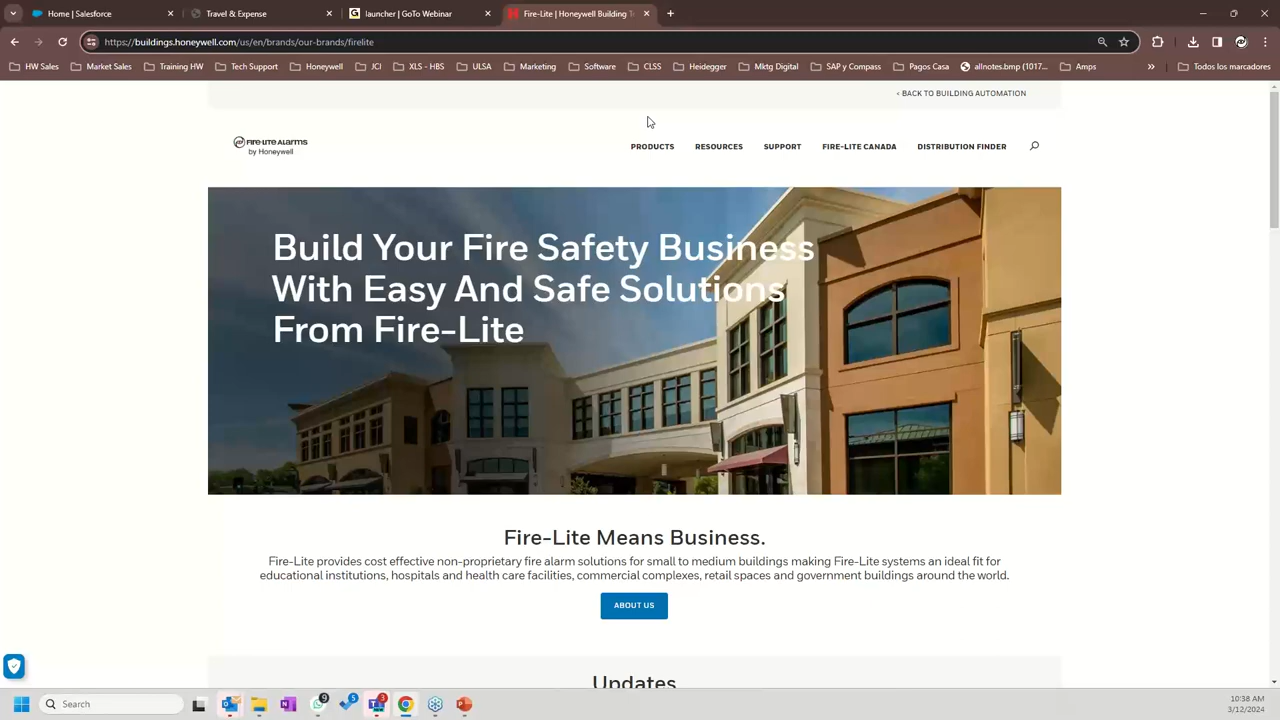 Home | Salesforce
Travel & Expense
launcher | GoTo Webinar
Fire-Lite | Honeywell Building
https://buildings.honeywell.com/us/en/brands/our-brands/firelite
HW Sales
Market Sales
Training HW
Tech Support
Honeywell
JCI
XLS - HBS
ULSA
Marketing
Software
CLSS
Heidegger
Mktg Digital
SAP y Compass
Pagos Casa
alnotes.bmp (1017...
Amps
»
Todos los marcadores
< BACK TO BUILDING AUTOMATION
FIRE-LITE ALARMS
by Honeywell
PRODUCTS
RESOURCES
SUPPORT
FIRE-LITE CANADA
DISTRIBUTION FINDER
Build Your Fire Safety Business
With Easy And Safe Solutions
From Fire-Lite
Fire-Lite Means Business.
Fire-Lite provides cost effective non-proprietary fire alarm solutions for small to medium buildings making Fire-Lite systems an ideal fit for
educational institutions, hospitals and health care facilities, commercial complexes, retail spaces and government buildings around the world.
ABOUT US
Updates
Search
9
5
3
10:38 AM
3/12/2024